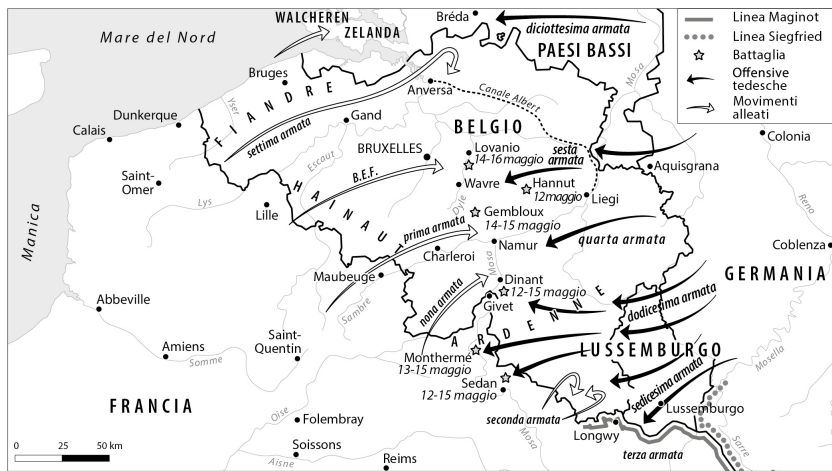 WALCHEREN
ZELANDA
Bréda
diciottesima armata
PAESI BASSI
Mare del Nord
Linea Maginot
Linea Siegfried
Battaglia
Offensive
tedesche
Movimenti
alleati
Bruges
Anversa
Canale Albert
Mosa
Dunkerque
Yser
FIANDRE
settima armata
Gand
Calais
BELGIO
Colonia
BRUXELLES
Lovanio
14-16 maggio
sesta
armata
Aquisgrana
Escaut
B.E.F.
Saint-
Omer
Wavre
Hannut
12 maggio
Liegi
Reno
Lys
Lille
HAINAUT
Dyle
Gembloux
14-15 maggio
Manica
prima armata
Namur
quarta armata
Coblenza
Charleroi
Mosa
Maubeuge
Dinant
12-15 maggio
GERMANIA
Abbeville
Sambre
nona armata
Givet
ARDENNE
dodicesima armata
Saint-
Quentin
Amiens
Somme
Monthermé
13-15 maggio
LUSSEMBURGO
Mosella
Sedan
12-15 maggio
sedicesima armata
FRANCIA
Oise
Folembray
seconda armata
Lussemburgo
Longwy
Sarre
0 25 50 km
Soissons
Aisne
Reims
Mosa
terza armata